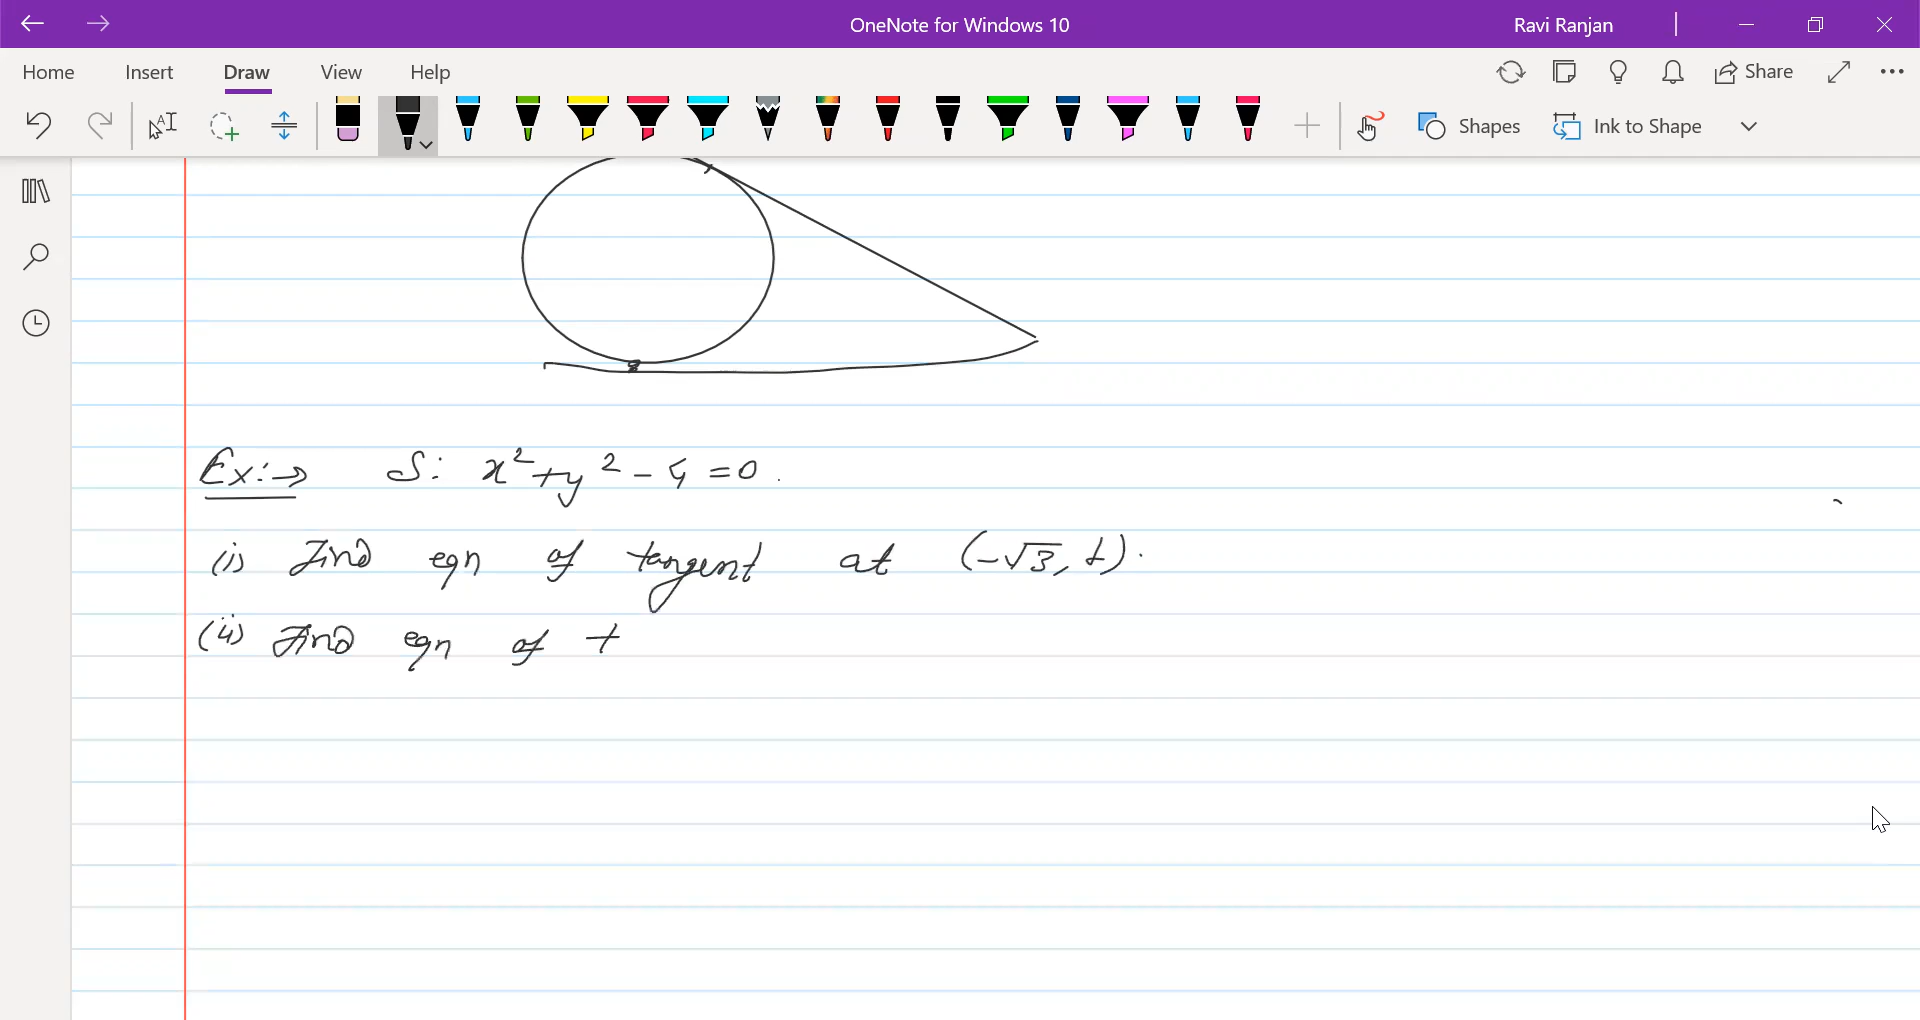 OneNote for Windows 10
Ravi Ranjan
Home Insert Draw View Help
Share
Shapes
Ink to Shape
Ex:→ S: x²+y²-4=0.
(i) Find eqn of tangent at (-√3, 1).
(ii) Find eqn of t